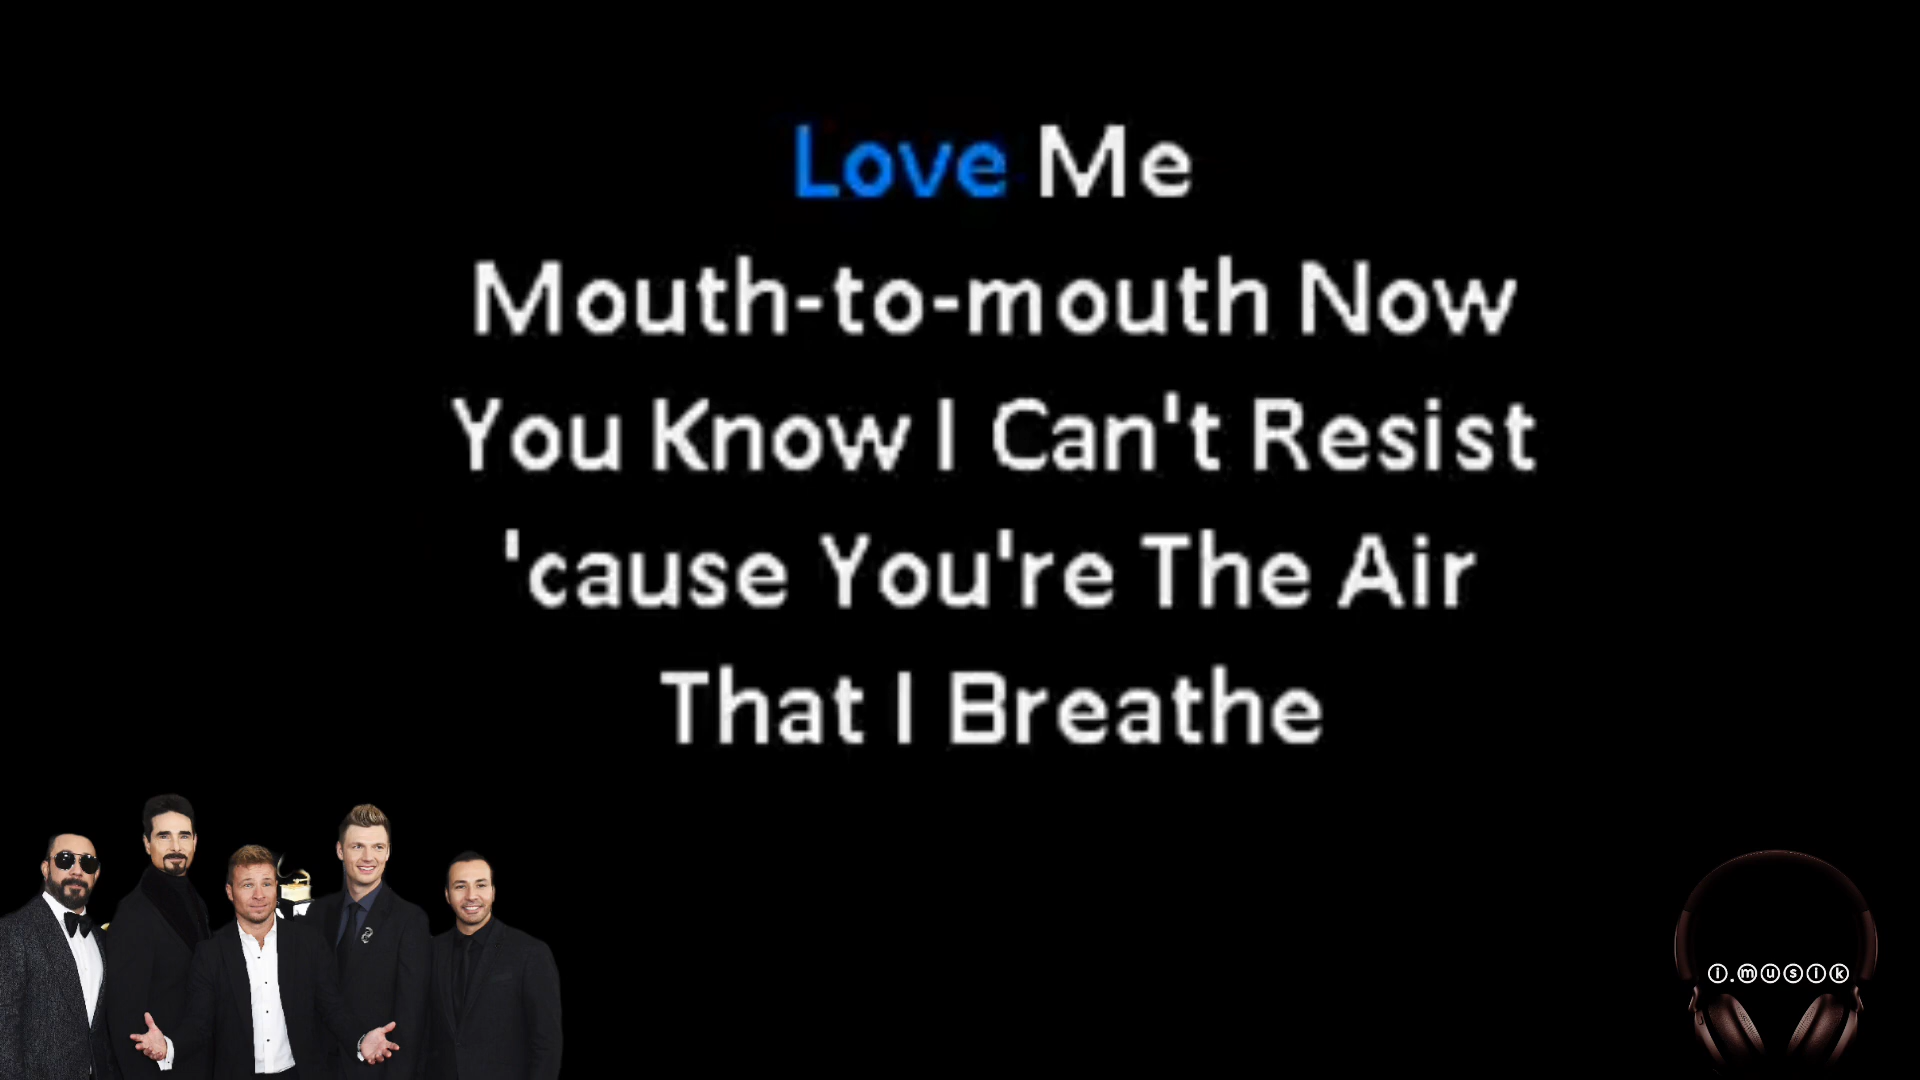 Love Me
Mouth-to-mouth Now
You Know I Can't Resist
'cause You're The Air
That I Breathe
i.musik